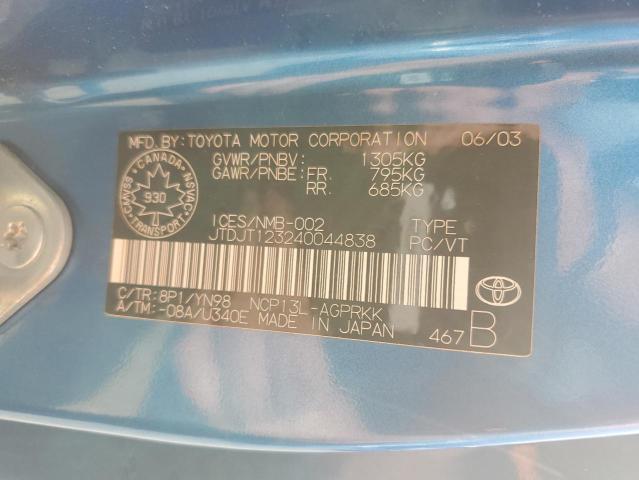 MFD.BY:TOYOTA MOTOR CORPORATION 06/03
GVWR/PNBV: 1305KG
GAWR/PNBE:FR. 795KG
RR. 685KG
CANADA
930
TRANSPORT
CMVSS
NSVAC
ICES/NMB-002 TYPE
JTDJT123240044838 PC/VT
C/TR:8P1/YN98 NCP13L-AGPRKK
A/TM:-08A/U340E MADE IN JAPAN 467 B